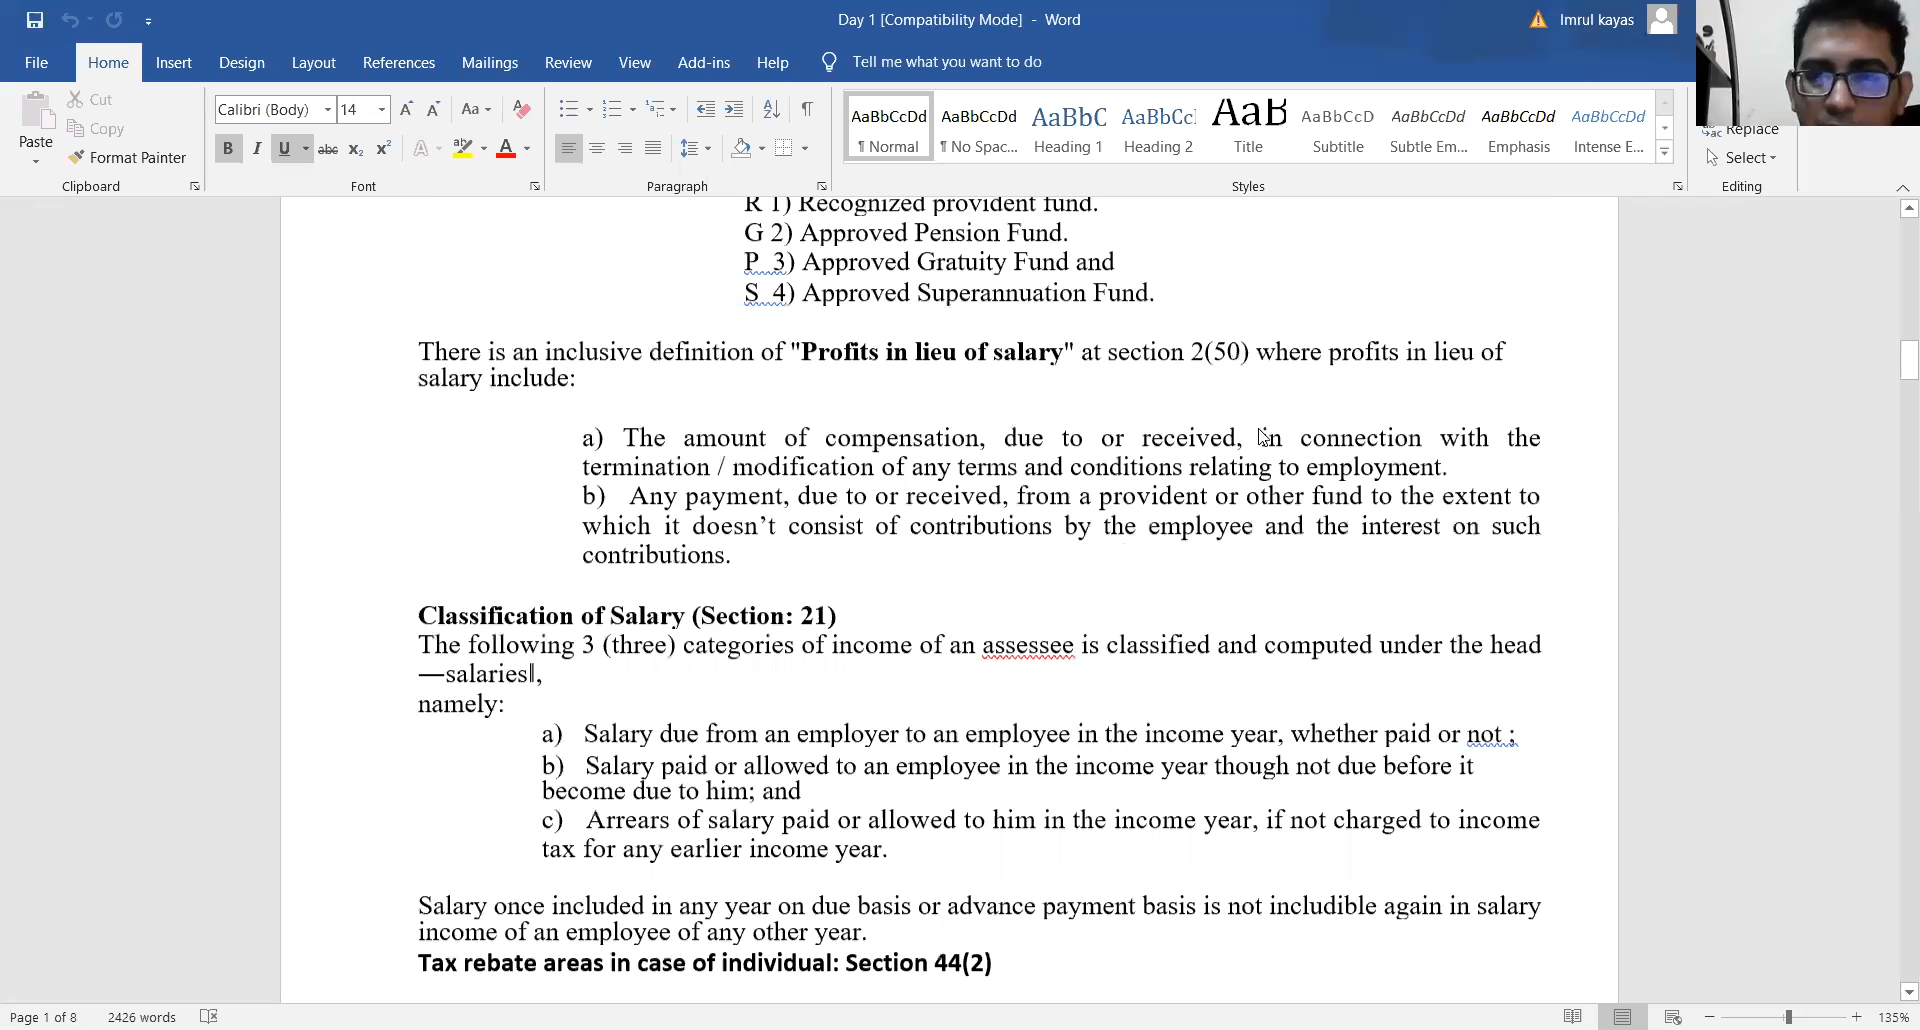 Day 1 [Compatibility Mode] - Word
Imrul kayas
File Home Insert Design Layout References Mailings Review View Add-ins Help Tell me what you want to do
Paste
Cut
Copy
Format Painter
Clipboard
Calibri (Body) 14
Aa
B I U abc x₂ x² A A
Font
Paragraph
AaBbCcDd AaBbCcDd AaBbC AaBbCcl AaB AaBbCcD AaBbCcDd AaBbCcDd AaBbCcDd
¶ Normal ¶ No Spac... Heading 1 Heading 2 Title Subtitle Subtle Em... Emphasis Intense E...
Styles
Replace
Select
Editing
R 1) Recognized provident fund.
G 2) Approved Pension Fund.
P 3) Approved Gratuity Fund and
S 4) Approved Superannuation Fund.
There is an inclusive definition of "Profits in lieu of salary" at section 2(50) where profits in lieu of
salary include:
a) The amount of compensation, due to or received, in connection with the
termination / modification of any terms and conditions relating to employment.
b) Any payment, due to or received, from a provident or other fund to the extent to
which it doesn’t consist of contributions by the employee and the interest on such
contributions.
Classification of Salary (Section: 21)
The following 3 (three) categories of income of an assessee is classified and computed under the head
―salaries‖,
namely:
a) Salary due from an employer to an employee in the income year, whether paid or not ;
b) Salary paid or allowed to an employee in the income year though not due before it
become due to him; and
c) Arrears of salary paid or allowed to him in the income year, if not charged to income
tax for any earlier income year.
Salary once included in any year on due basis or advance payment basis is not includible again in salary
income of an employee of any other year.
Tax rebate areas in case of individual: Section 44(2)
Page 1 of 8 2426 words
135%